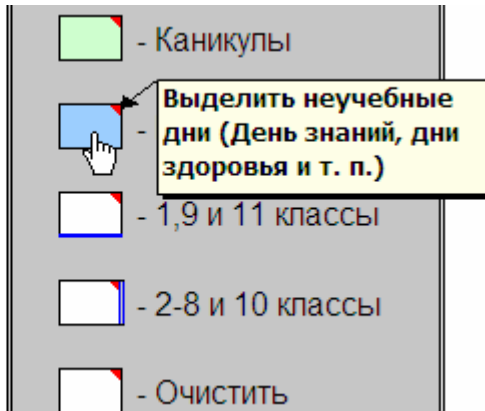 - Каникулы
Выделить неучебные
- дни (День знаний, дни
здоровья и т. п.)
- 1,9 и 11 классы
- 2-8 и 10 классы
- Очистить